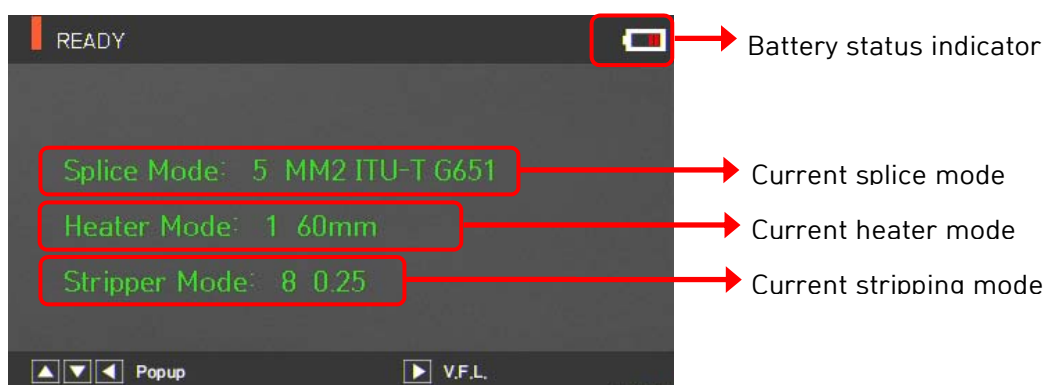 READY
Battery status indicator
Splice Mode: 5 MM2 ITU-T G651
Current splice mode
Heater Mode: 1 60mm
Current heater mode
Stripper Mode: 8 0.25
Current stripping mode
Popup
V.F.L.